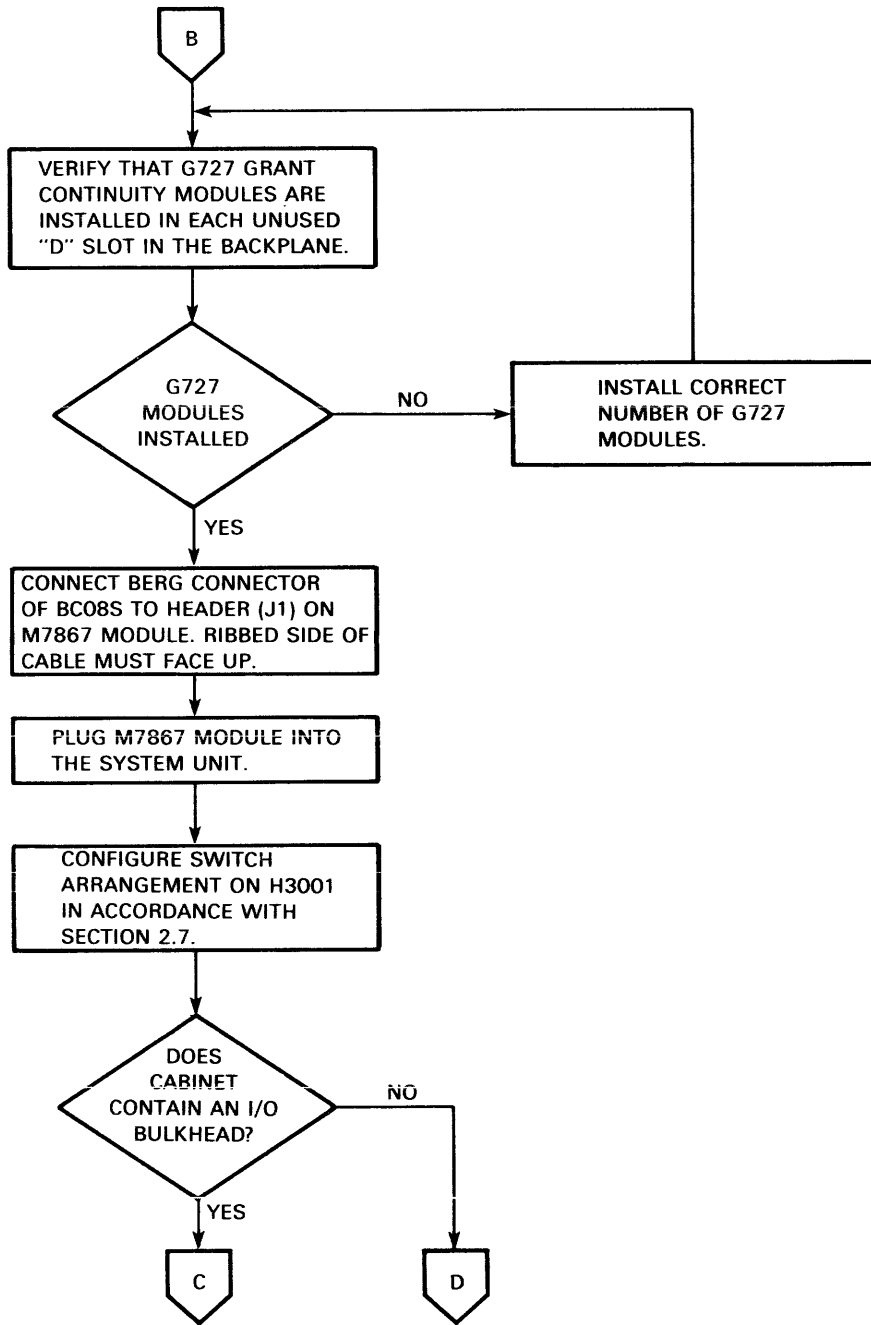 B
VERIFY THAT G727 GRANT
CONTINUITY MODULES ARE
INSTALLED IN EACH UNUSED
"D" SLOT IN THE BACKPLANE.
G727
MODULES
INSTALLED
NO
INSTALL CORRECT
NUMBER OF G727
MODULES.
YES
CONNECT BERG CONNECTOR
OF BC08S TO HEADER (J1) ON
M7867 MODULE. RIBBED SIDE OF
CABLE MUST FACE UP.
PLUG M7867 MODULE INTO
THE SYSTEM UNIT.
CONFIGURE SWITCH
ARRANGEMENT ON H3001
IN ACCORDANCE WITH
SECTION 2.7.
DOES
CABINET
CONTAIN AN I/O
BULKHEAD?
NO
YES
C
D